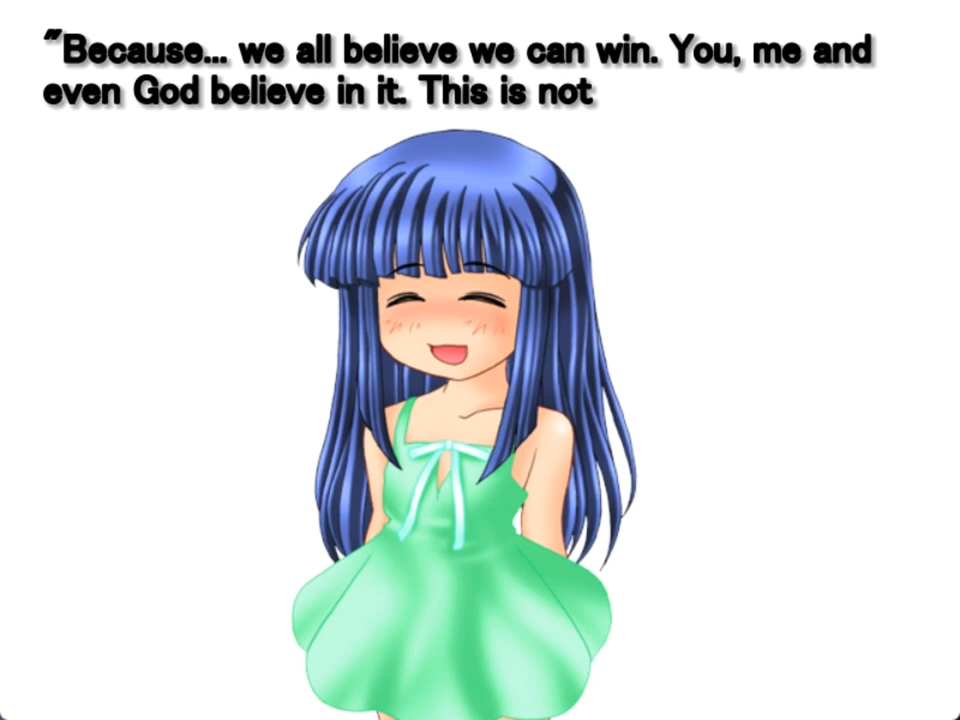 "Because... we all believe we can win. You, me and
even God believe in it. This is not